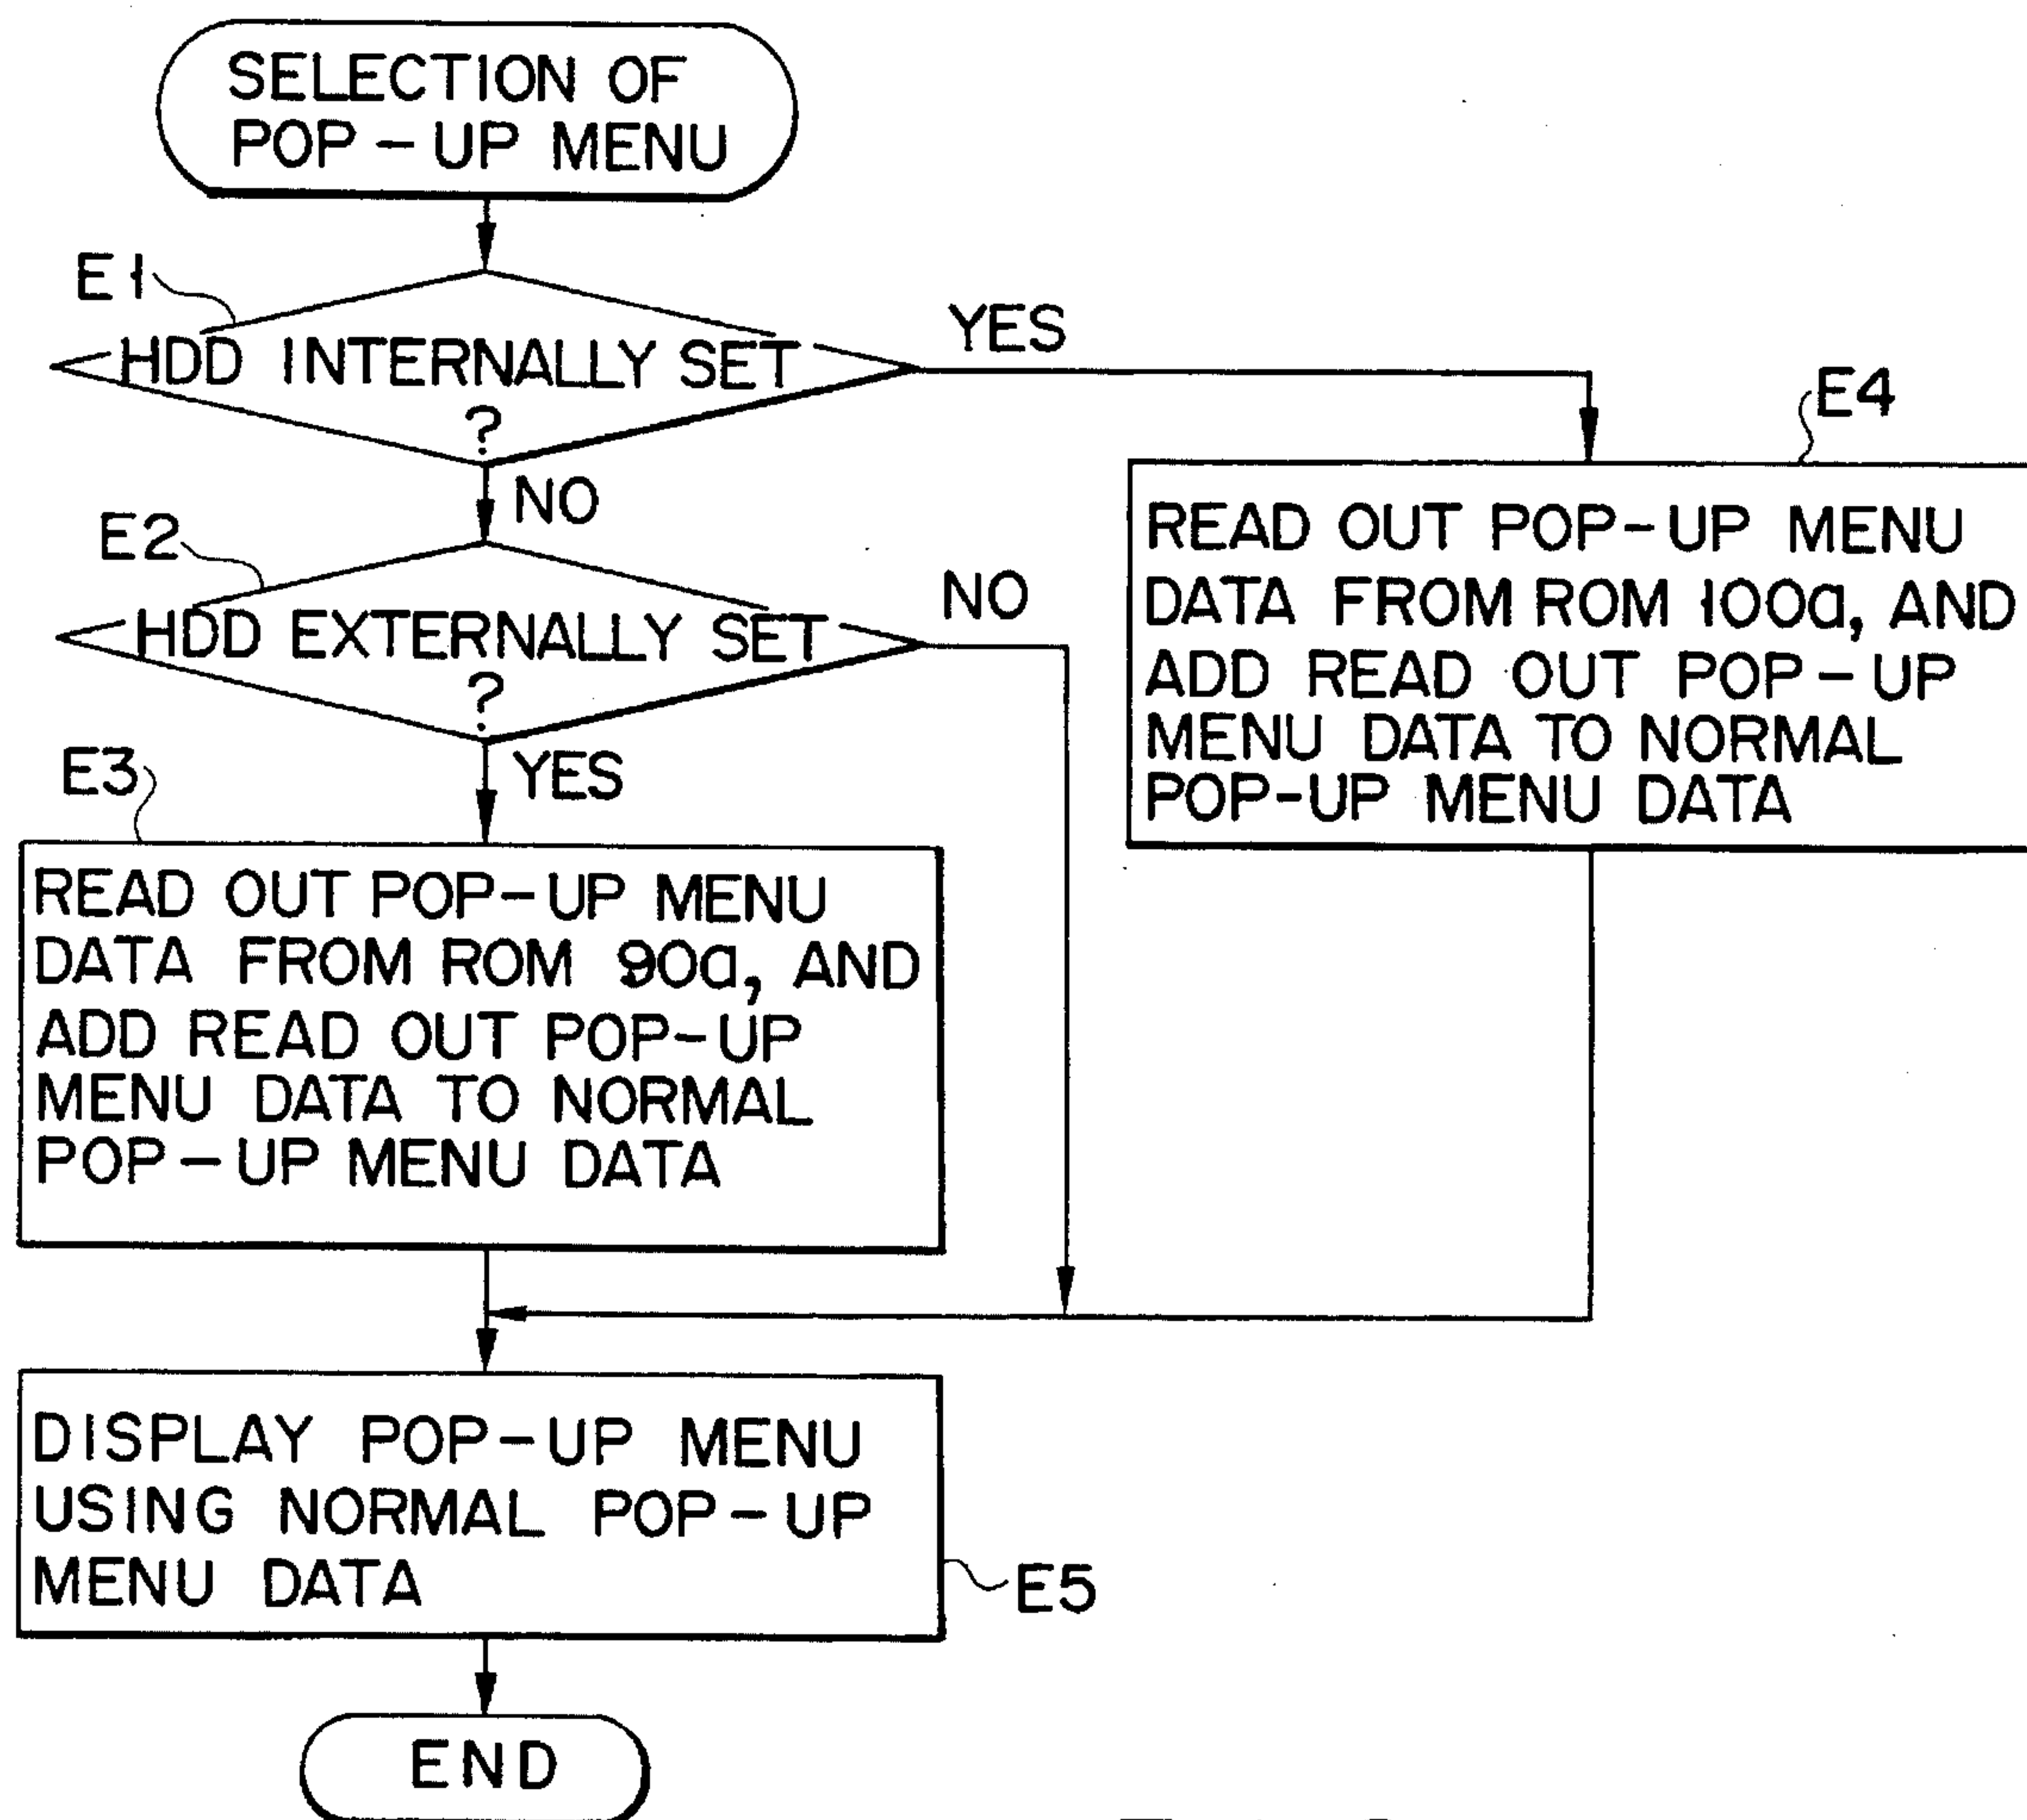 SELECTION OF
POP-UP MENU
E1
HDD INTERNALLY SET
?
YES
NO
E2
HDD EXTERNALLY SET
?
NO
YES
E4
READ OUT POP-UP MENU
DATA FROM ROM 100a, AND
ADD READ OUT POP-UP
MENU DATA TO NORMAL
POP-UP MENU DATA
E3
READ OUT POP-UP MENU
DATA FROM ROM 90a, AND
ADD READ OUT POP-UP
MENU DATA TO NORMAL
POP-UP MENU DATA
DISPLAY POP-UP MENU
USING NORMAL POP-UP
MENU DATA
E5
END